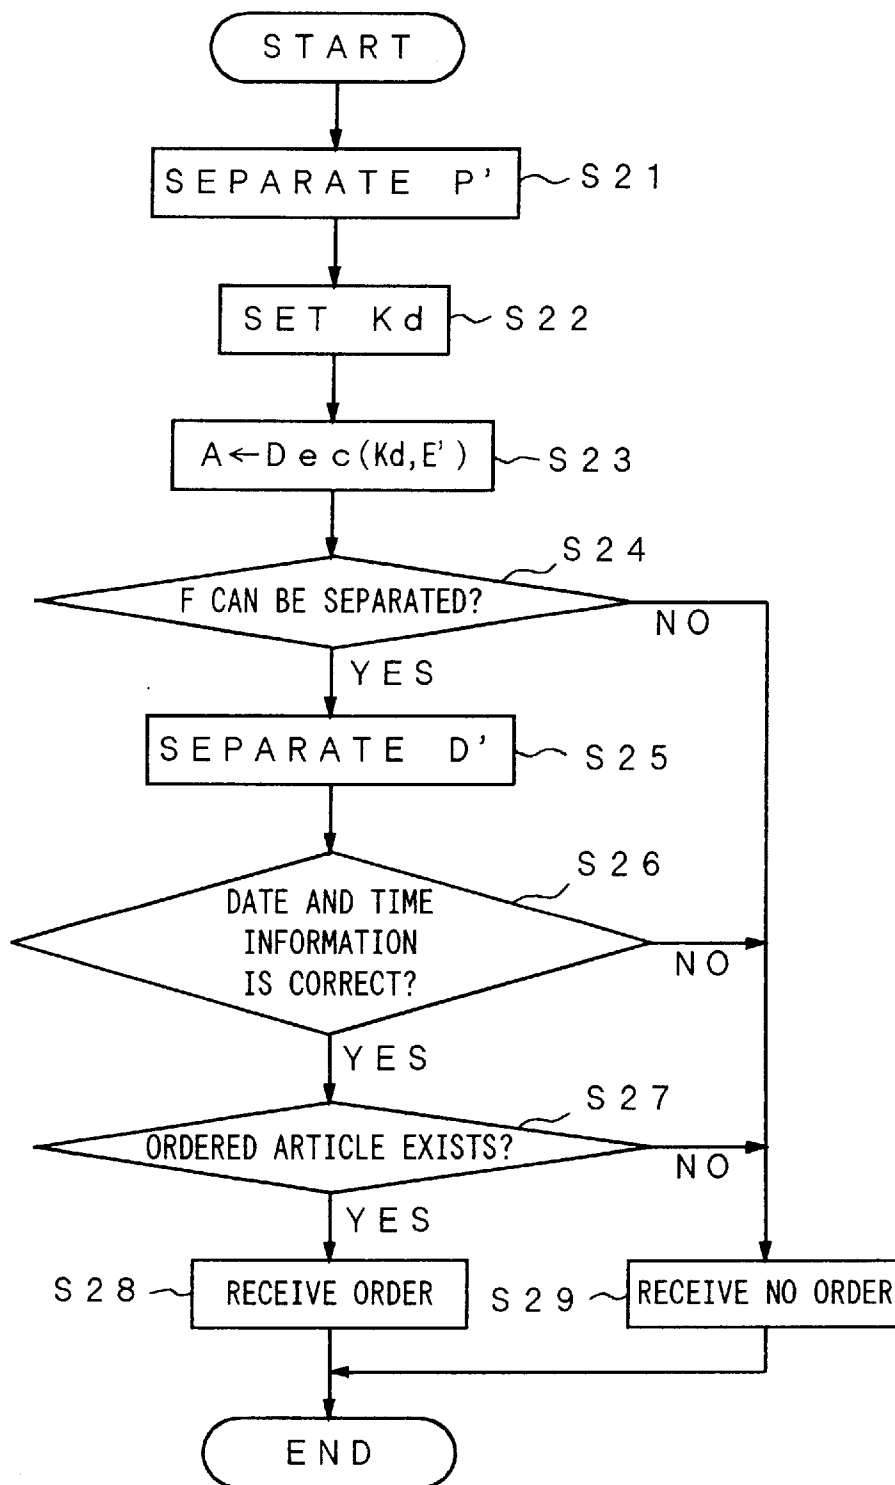 START
SEPARATE P'
S21
SET Kd
S22
A←Dec(Kd,E')
S23
S24
F CAN BE SEPARATED?
NO
YES
SEPARATE D'
S25
S26
DATE AND TIME
INFORMATION
IS CORRECT?
NO
YES
S27
ORDERED ARTICLE EXISTS?
NO
YES
S28
RECEIVE ORDER
S29
RECEIVE NO ORDER
END